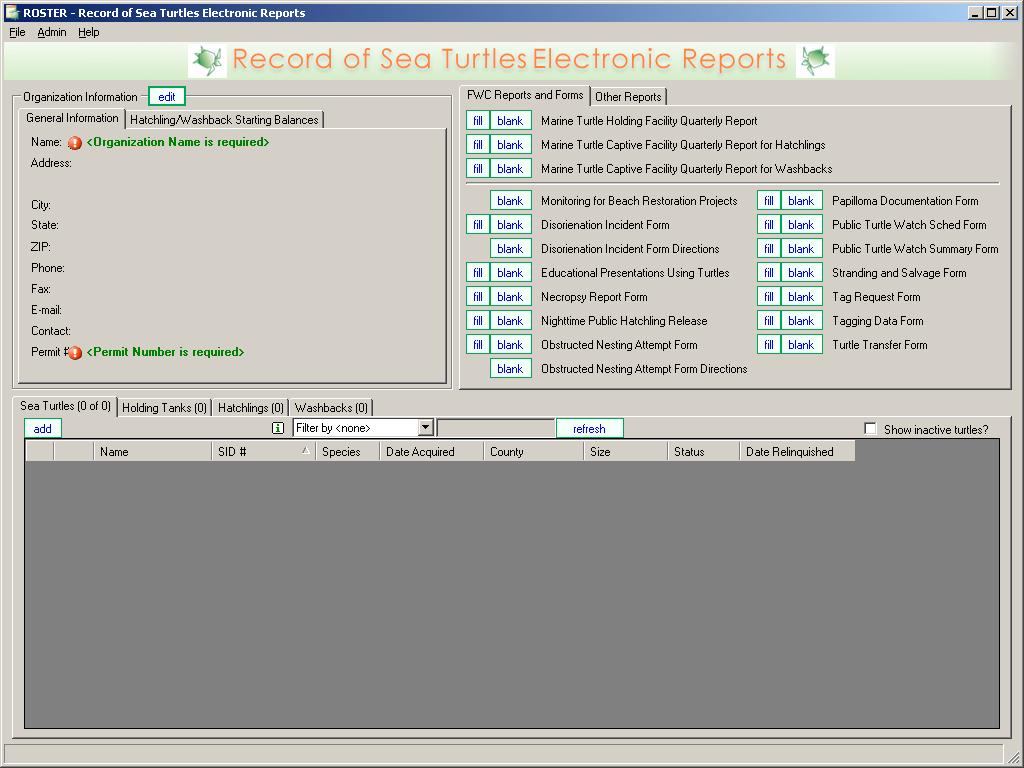 ROSTER - Record of Sea Turtles Electronic Reports
File Admin Help
Record of Sea Turtles Electronic Reports
Organization Information edit
General Information Hatchling/Washback Starting Balances
Name: <Organization Name is required>
Address:
City:
State:
ZIP:
Phone:
Fax:
E-mail:
Contact:
Permit # <Permit Number is required>
FWC Reports and Forms Other Reports
fill blank Marine Turtle Holding Facility Quarterly Report
fill blank Marine Turtle Captive Facility Quarterly Report for Hatchlings
fill blank Marine Turtle Captive Facility Quarterly Report for Washbacks
blank Monitoring for Beach Restoration Projects
fill blank Disorienation Incident Form
blank Disorienation Incident Form Directions
fill blank Educational Presentations Using Turtles
fill blank Necropsy Report Form
fill blank Nighttime Public Hatchling Release
fill blank Obstructed Nesting Attempt Form
blank Obstructed Nesting Attempt Form Directions
fill blank Papilloma Documentation Form
fill blank Public Turtle Watch Sched Form
fill blank Public Turtle Watch Summary Form
fill blank Stranding and Salvage Form
fill blank Tag Request Form
fill blank Tagging Data Form
fill blank Turtle Transfer Form
Sea Turtles (0 of 0) Holding Tanks (0) Hatchlings (0) Washbacks (0)
add Filter by <none> refresh Show inactive turtles?
Name SID # Species Date Acquired County Size Status Date Relinquished